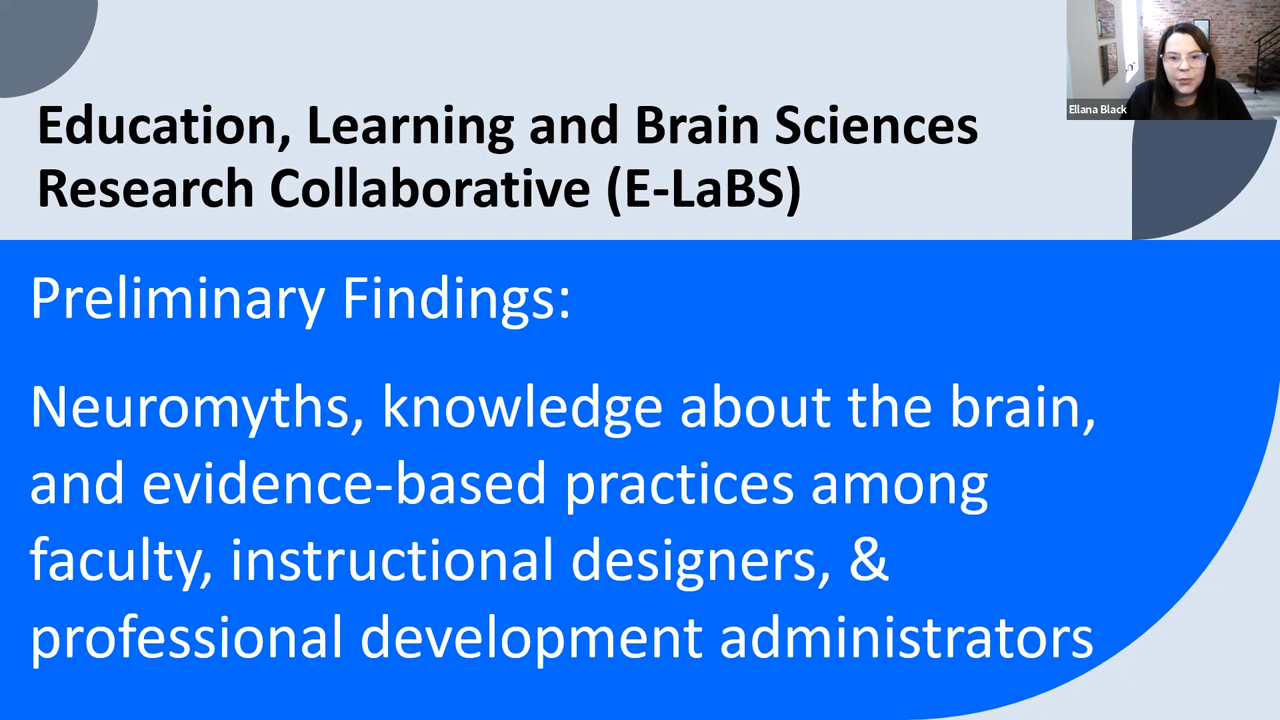 Education, Learning and Brain Sciences
Research Collaborative (E-LaBS)
Ellana Black
Preliminary Findings:
Neuromyths, knowledge about the brain,
and evidence-based practices among
faculty, instructional designers, &
professional development administrators